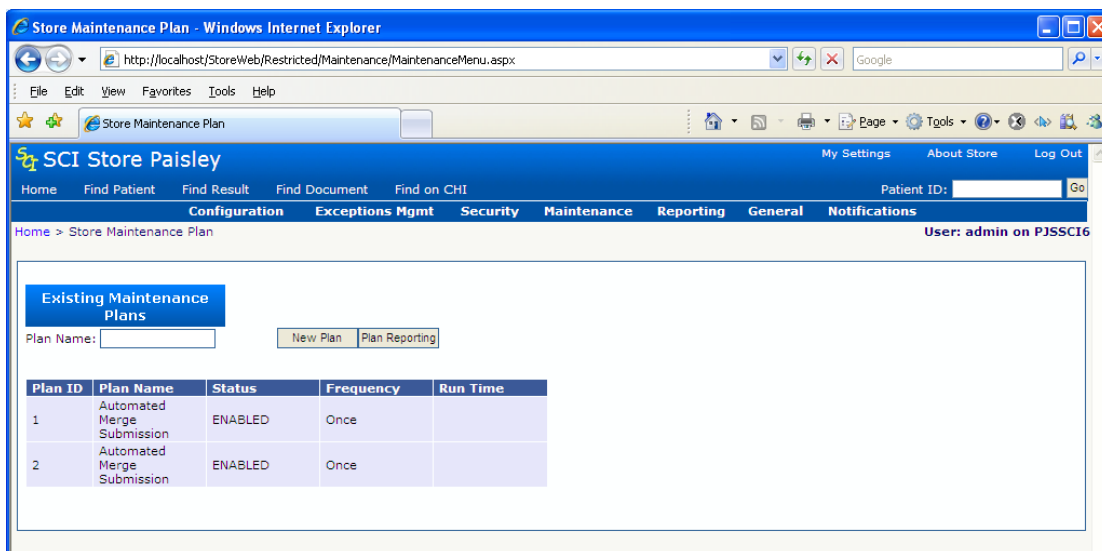 Store Maintenance Plan - Windows Internet Explorer
http://localhost/StoreWeb/Restricted/Maintenance/MaintenanceMenu.aspx
Google
File Edit View Favorites Tools Help
Store Maintenance Plan
Page Tools
SCI Store Paisley
My Settings About Store Log Out
Home Find Patient Find Result Find Document Find on CHI
Patient ID: Go
Configuration Exceptions Mgmt Security Maintenance Reporting General Notifications
Home > Store Maintenance Plan
User: admin on PJSSCI6
Existing Maintenance
Plans
Plan Name: New Plan Plan Reporting
Plan ID Plan Name Status Frequency Run Time
1 Automated Merge Submission ENABLED Once
2 Automated Merge Submission ENABLED Once